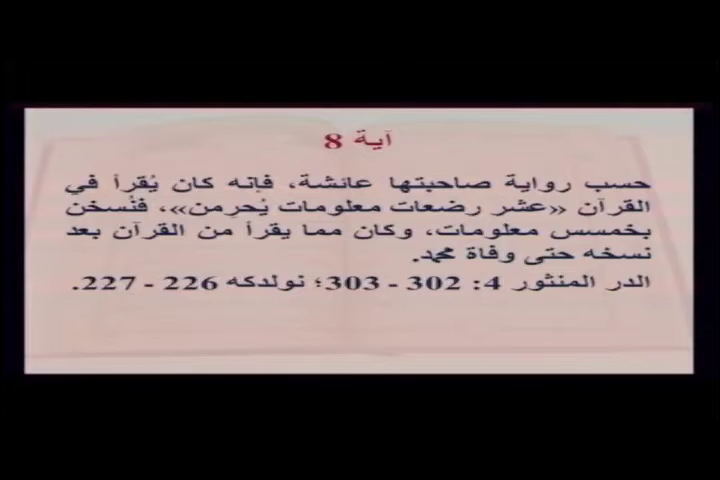 آية 8
حسب رواية صاحبتها عائشة، فإنه كان يُقرأ في
القرآن «عشر رضعات معلومات يُحرمن»، فنُسخن
بخمسس معلومات، وكان مما يقرأ من القرآن بعد
نسخه حتى وفاة محمد.
الدر المنثور 4: 302 - 303؛ نولدكه 226 - 227.